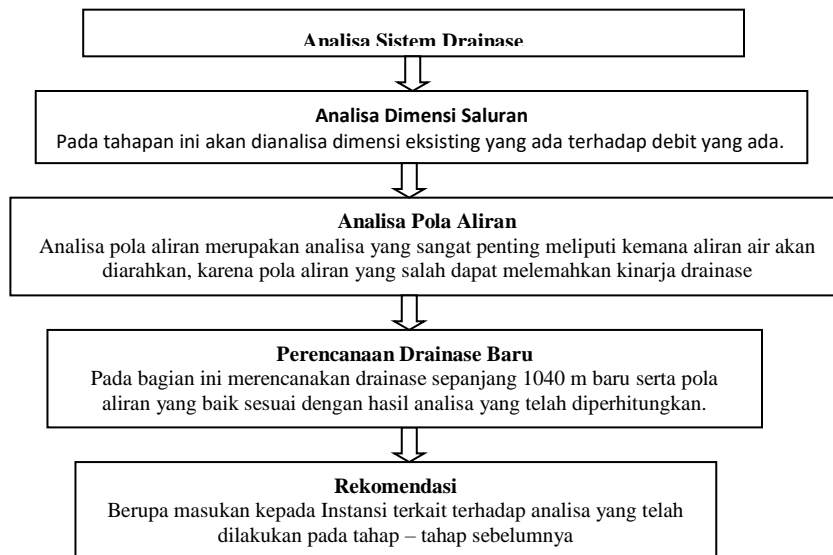 Analisa Sistem Drainase
Analisa Dimensi Saluran
Pada tahapan ini akan dianalisa dimensi eksisting yang ada terhadap debit yang ada.
Analisa Pola Aliran
Analisa pola aliran merupakan analisa yang sangat penting meliputi kemana aliran air akan
diarahkan, karena pola aliran yang salah dapat melemahkan kinarja drainase
Perencanaan Drainase Baru
Pada bagian ini merencanakan drainase sepanjang 1040 m baru serta pola
aliran yang baik sesuai dengan hasil analisa yang telah diperhitungkan.
Rekomendasi
Berupa masukan kepada Instansi terkait terhadap analisa yang telah
dilakukan pada tahap – tahap sebelumnya